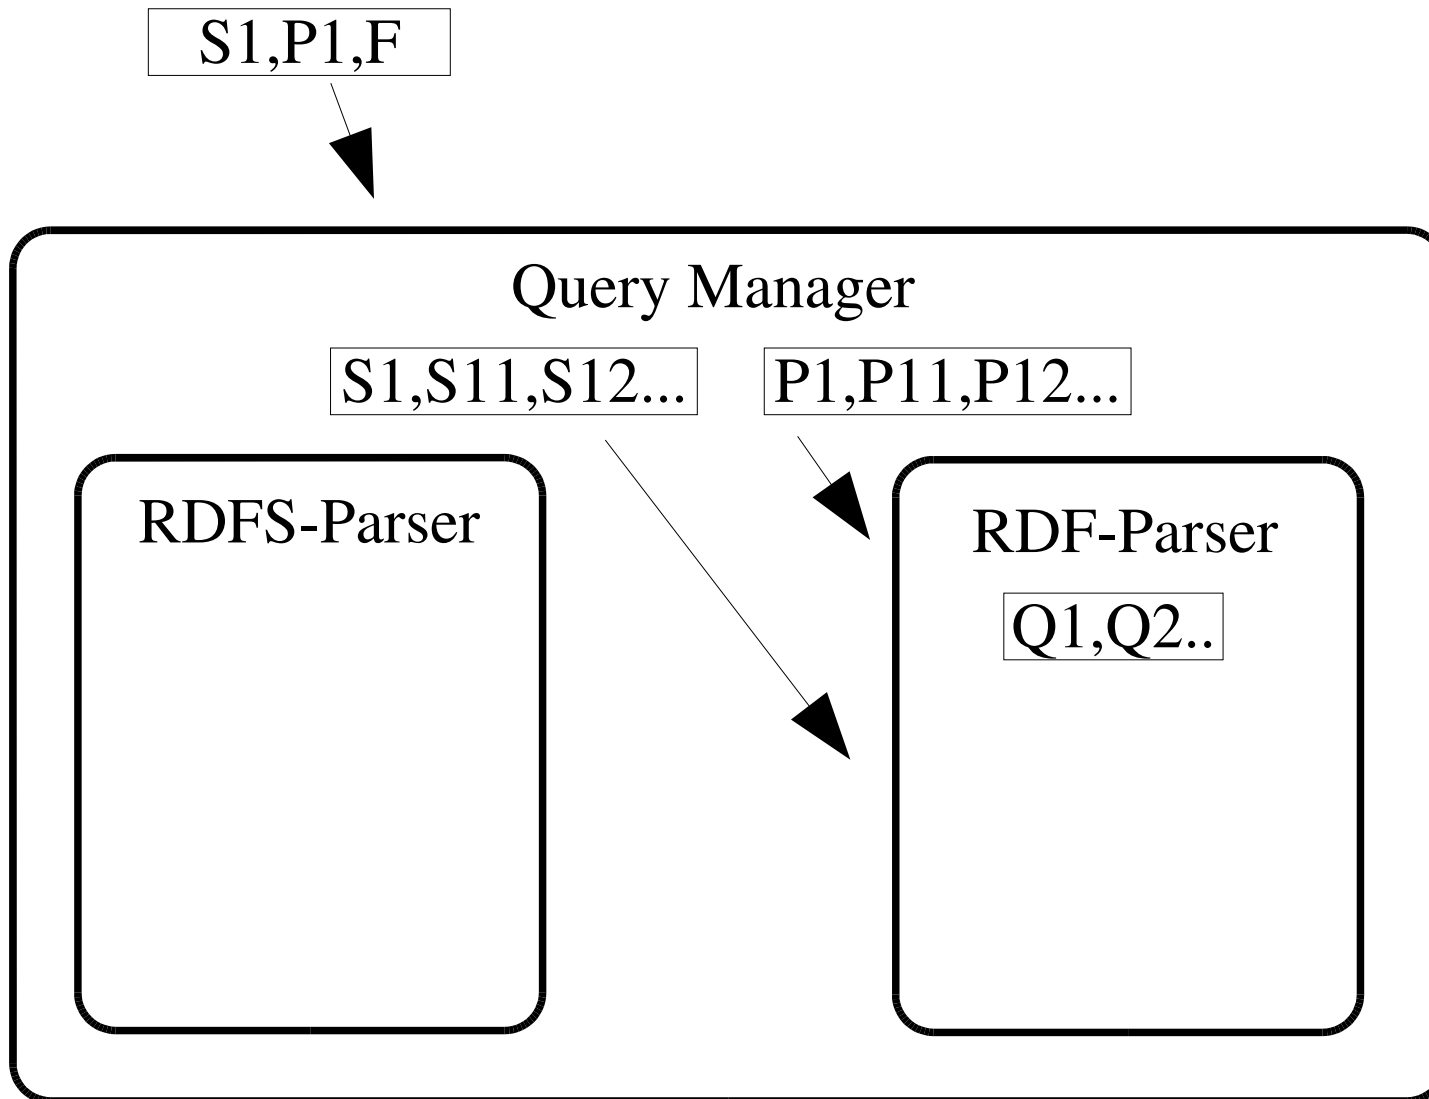 S1,P1,F
Query Manager
S1,S11,S12...
P1,P11,P12...
RDFS-Parser
RDF-Parser
Q1,Q2..